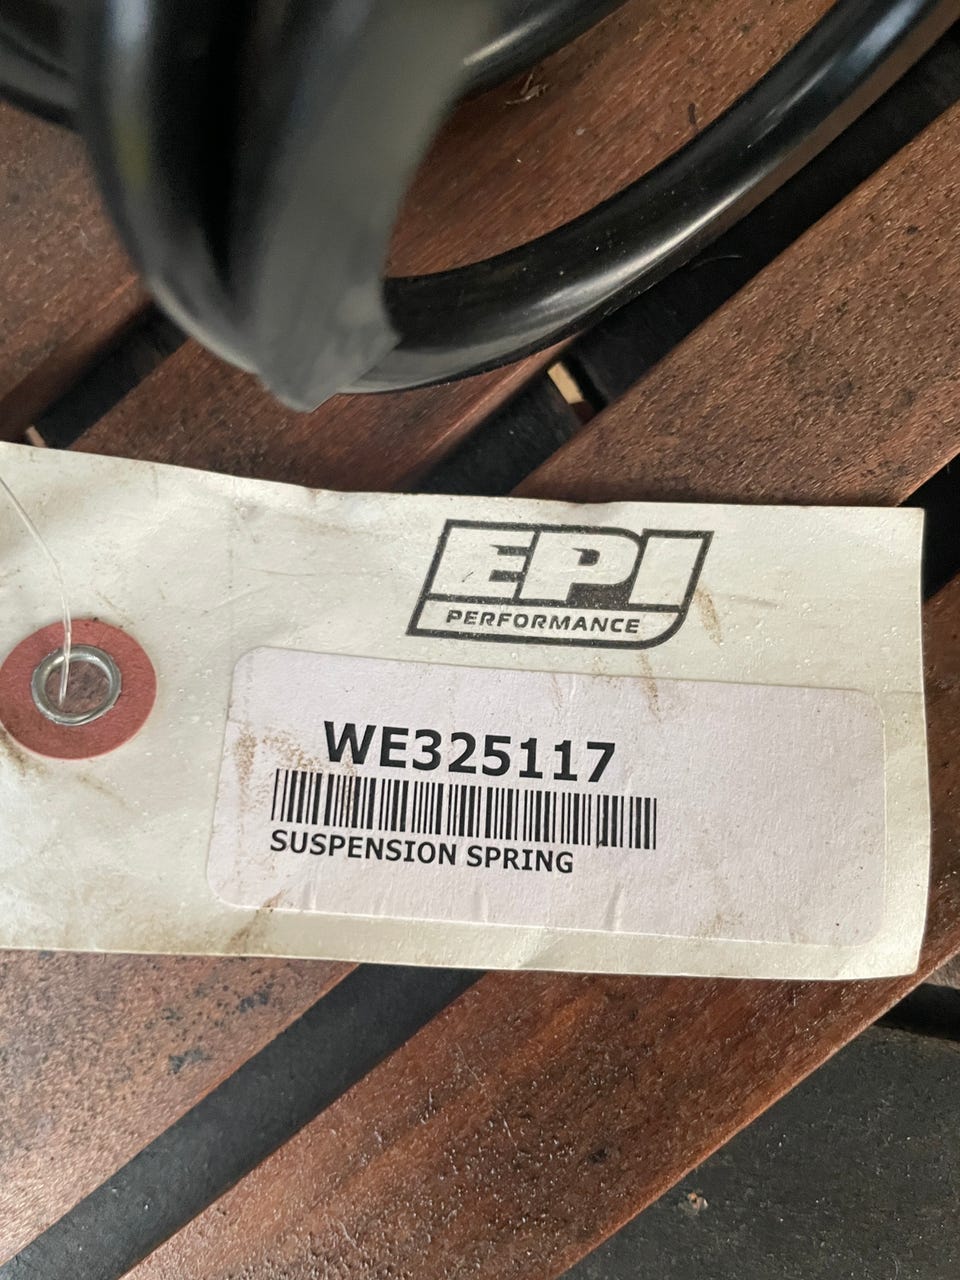 EPI
PERFORMANCE
WE325117
SUSPENSION SPRING